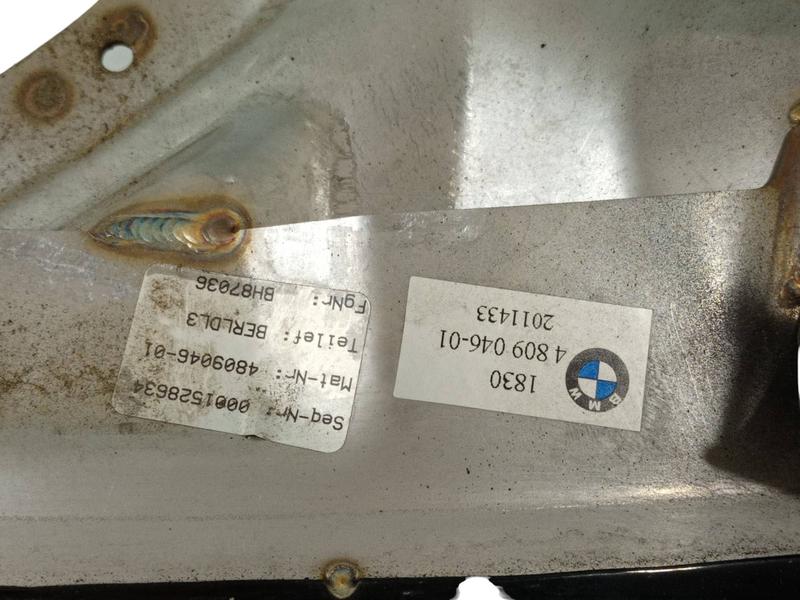 Seq-Nr: 0001528634
Mat-Nr: 4809046-01
Teilef: BERLDL3
FgNr: BH87036
BMW
1830
4 809 046-01
2011433